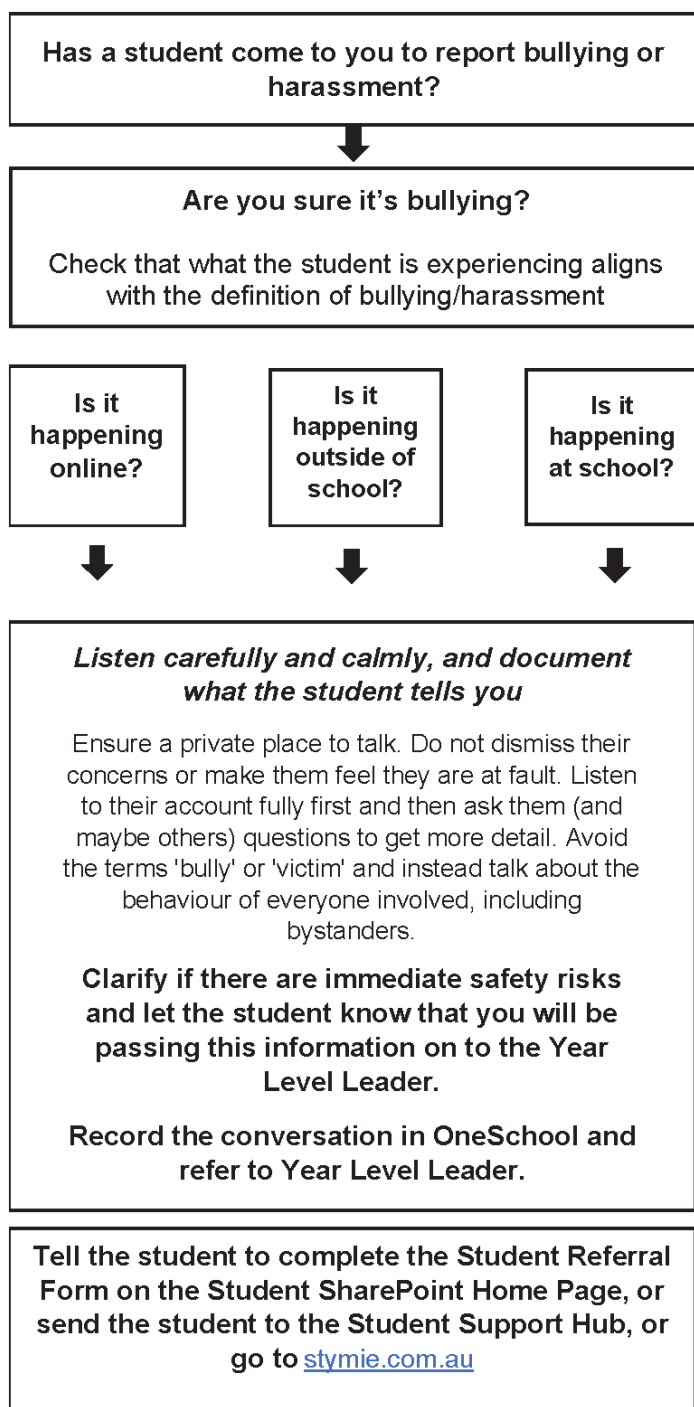 Has a student come to you to report bullying or
harassment?
Are you sure it's bullying?
Check that what the student is experiencing aligns
with the definition of bullying/harassment
Is it
happening
online?
Is it
happening
outside of
school?
Is it
happening
at school?
Listen carefully and calmly, and document
what the student tells you
Ensure a private place to talk. Do not dismiss their
concerns or make them feel they are at fault. Listen
to their account fully first and then ask them (and
maybe others) questions to get more detail. Avoid
the terms 'bully' or 'victim' and instead talk about the
behaviour of everyone involved, including
bystanders.
Clarify if there are immediate safety risks
and let the student know that you will be
passing this information on to the Year
Level Leader.
Record the conversation in OneSchool and
refer to Year Level Leader.
Tell the student to complete the Student Referral
Form on the Student SharePoint Home Page, or
send the student to the Student Support Hub, or
go to stymie.com.au